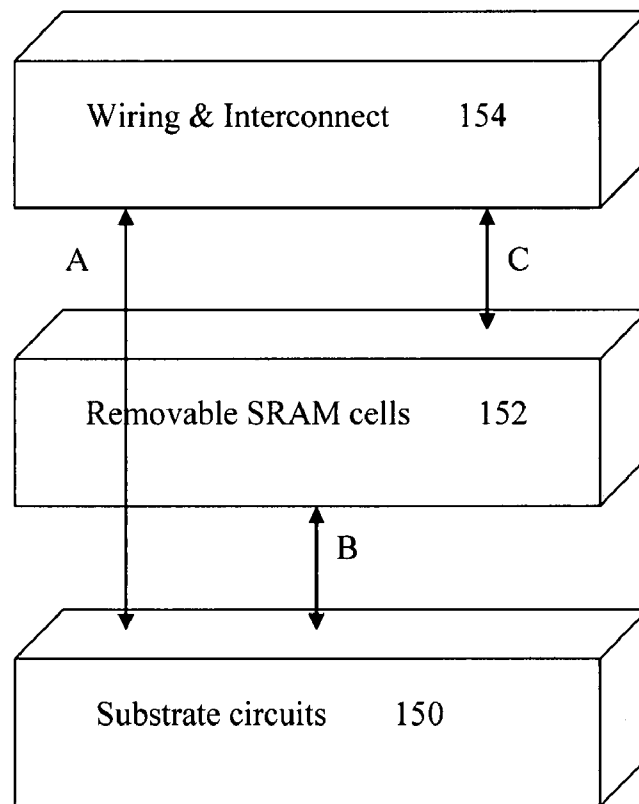 Wiring & Interconnect 154
A
C
Removable SRAM cells 152
B
Substrate circuits 150